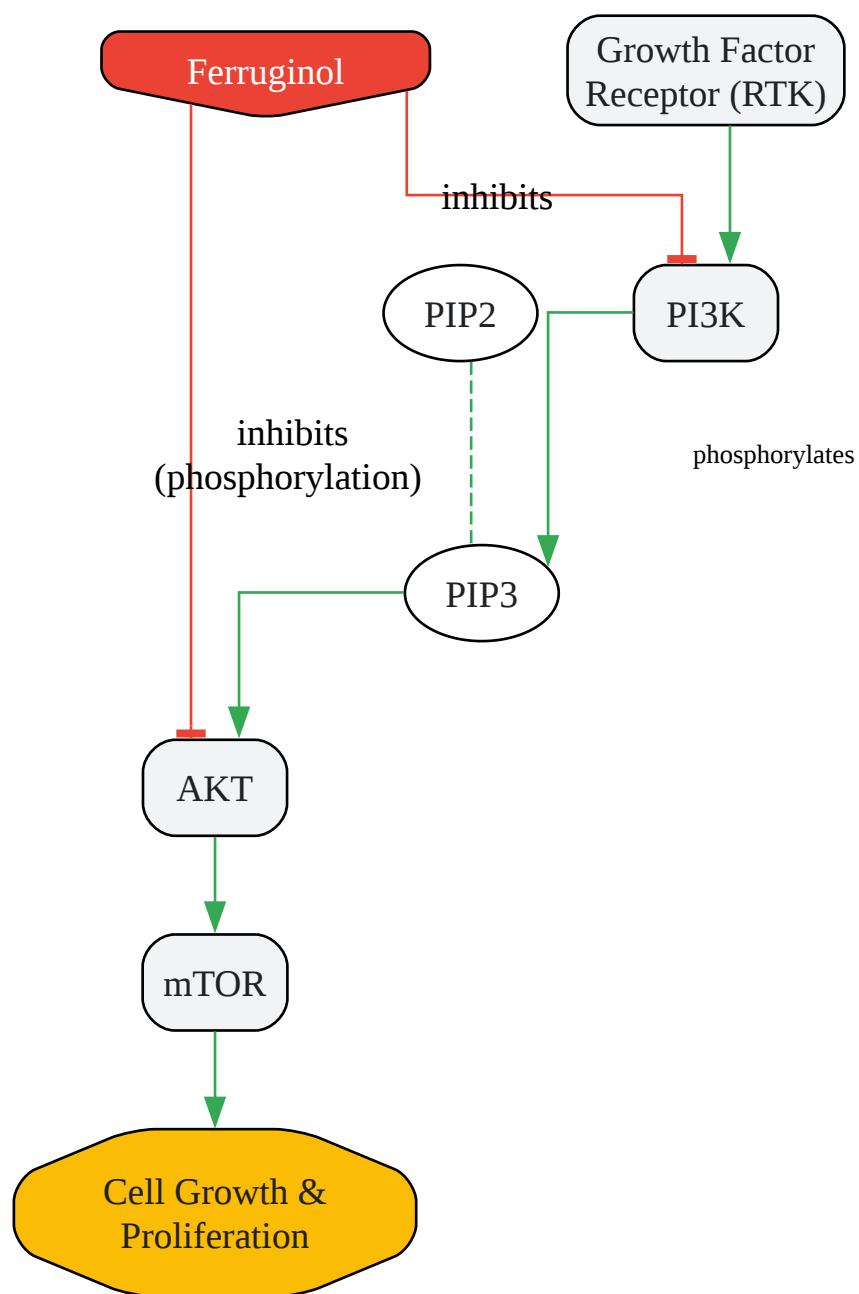 Ferruginol
Growth Factor
Receptor (RTK)
inhibits
PIP2
PI3K
inhibits
(phosphorylation)
phosphorylates
PIP3
AKT
mTOR
Cell Growth &
Proliferation